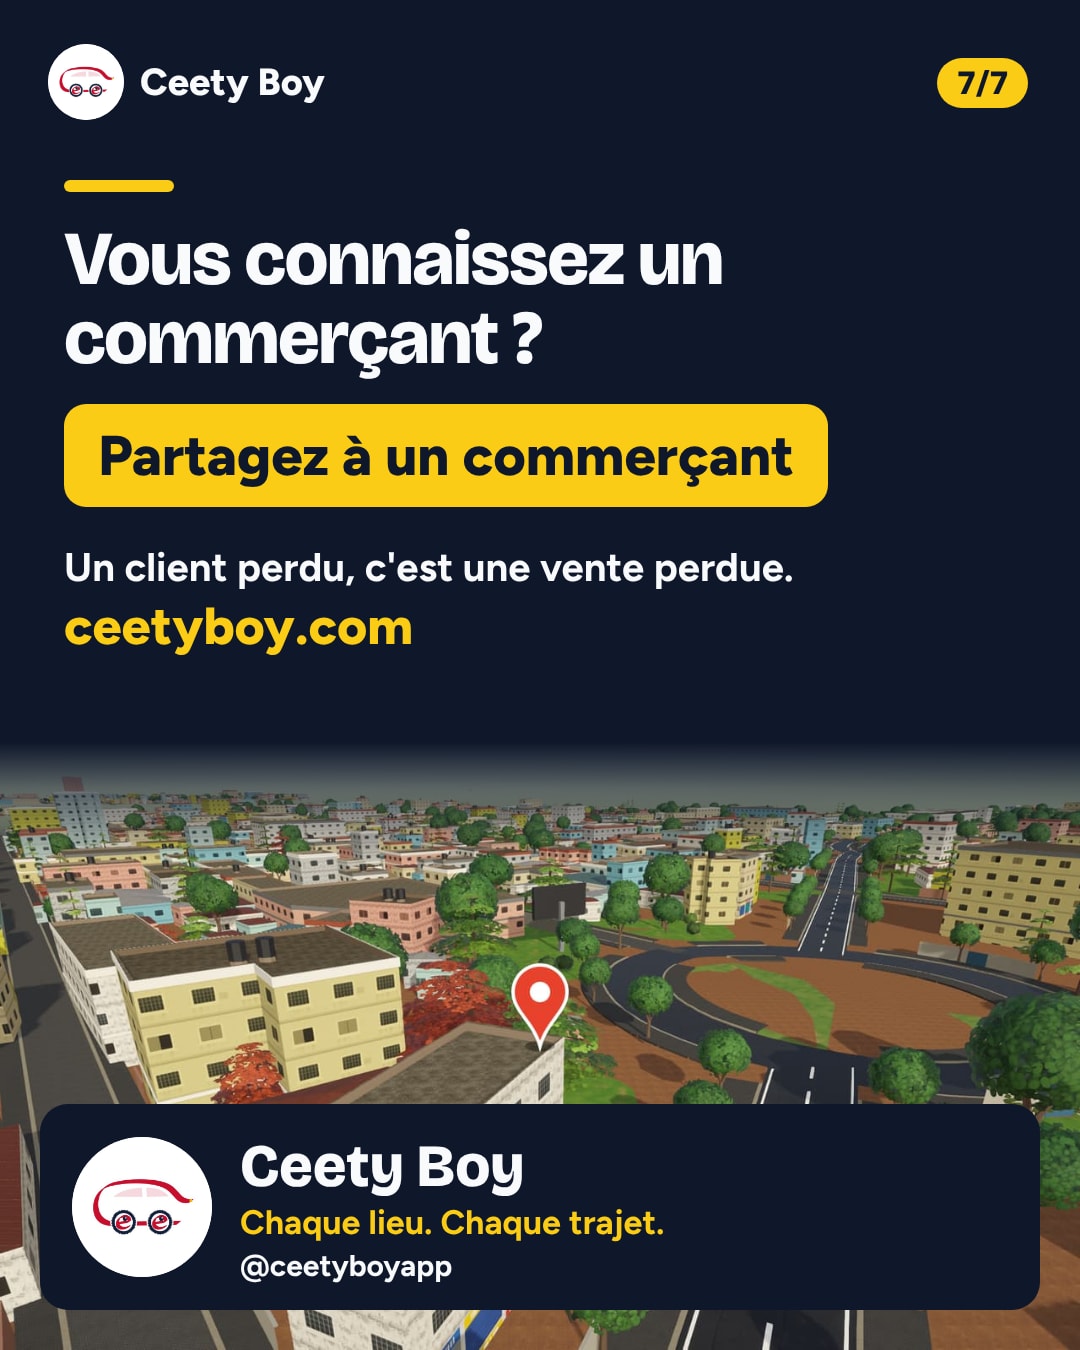 Ceety Boy
7/7
Vous connaissez un
commerçant ?
Partagez à un commerçant
Un client perdu, c'est une vente perdue.
ceetyboy.com
Ceety Boy
Chaque lieu. Chaque trajet.
@ceetyboyapp